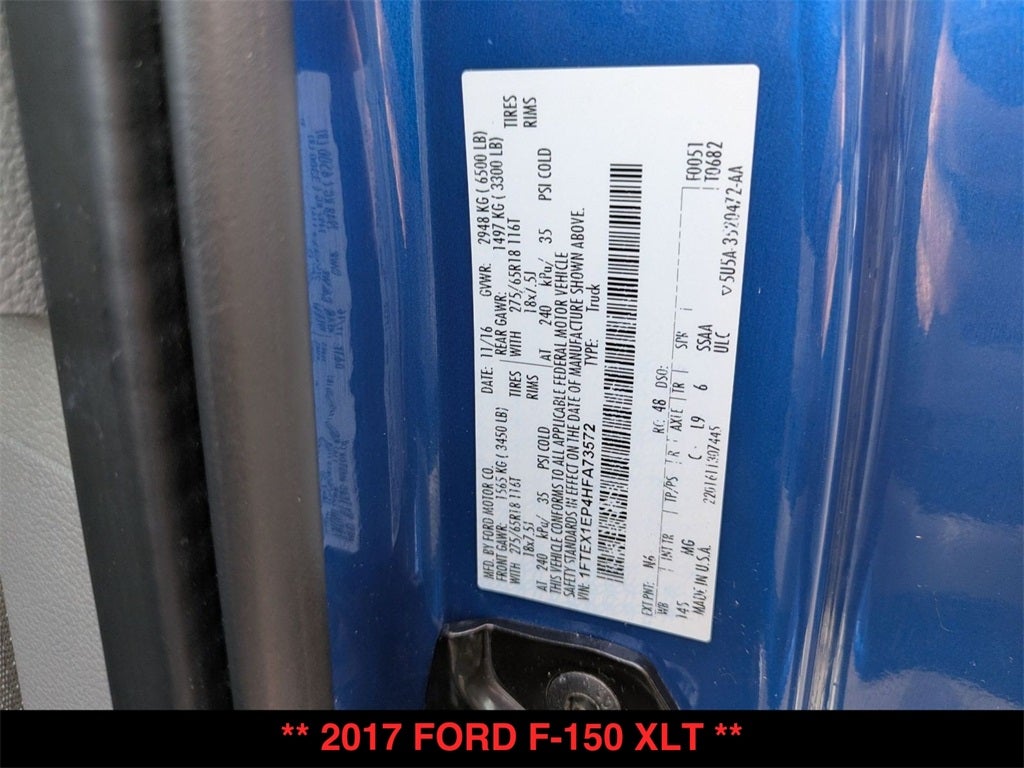 MFD. BY FORD MOTOR CO.
DATE: 11/16 GVWR: 2948 KG ( 6500 LB)
FRONT GAWR: 1565 KG ( 3450 LB)
REAR GAWR: 1497 KG ( 3300 LB)
WITH 275/65R18 116T TIRES
WITH 275/65R18 116T TIRES
18x7.5J RIMS
18x7.5J RIMS
AT 240 kPa/ 35 PSI COLD
AT 240 kPa/ 35 PSI COLD
THIS VEHICLE CONFORMS TO ALL APPLICABLE FEDERAL MOTOR VEHICLE
SAFETY STANDARDS IN EFFECT ON THE DATE OF MANUFACTURE SHOWN ABOVE.
VIN: 1FTEX1EP4HFA73572 TYPE: Truck
EXT PNT: N6 RC: 48 DSO: F0051
WB INT TR TP/PS R AXLE TR SPR T0682
145 MG C L9 6 SSAA
MADE IN U.S.A. ULC
2201611307445
5U5A-3520472-AA
** 2017 FORD F-150 XLT **